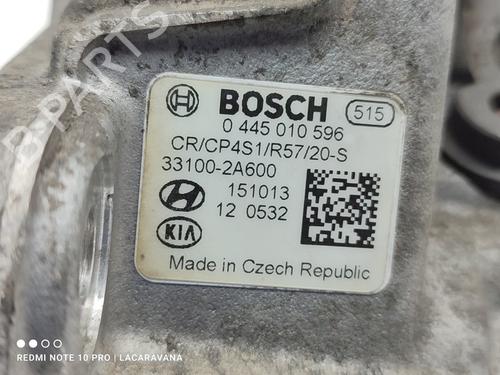 BOSCH 515
0 445 010 596
CR/CP4S1/R57/20-S
33100-2A600
151013
12 0532
KIA
Made in Czech Republic
B-PARTS
REDMI NOTE 10 PRO | LACARAVANA